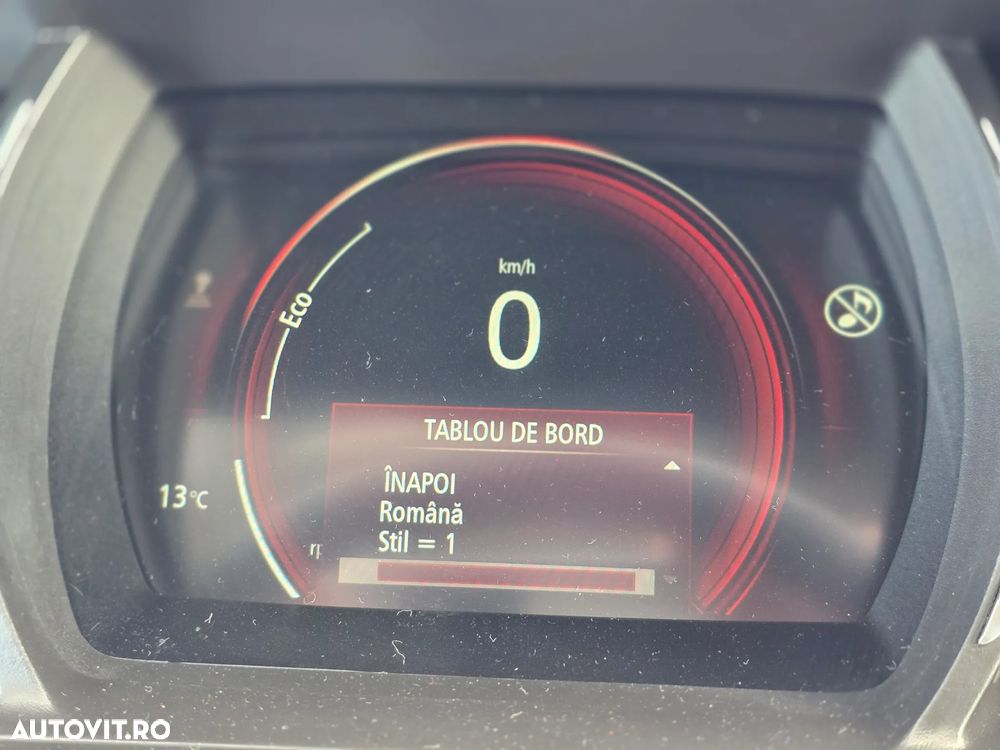 km/h
0
Eco
TABLOU DE BORD
ÎNAPOI
Română
Stil = 1
13°C
AUTOVIT.RO